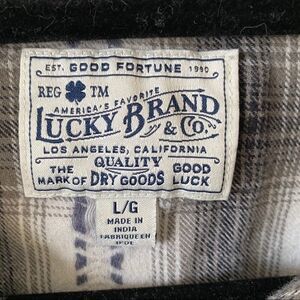 EST. GOOD FORTUNE 1990
REG TM
AMERICA'S FAVORITE
LUCKY BRAND
& Co.
LOS ANGELES, CALIFORNIA
THE QUALITY GOOD
MARK OF DRY GOODS LUCK
L/G
MADE IN
INDIA
FABRIQUE EN
INDE